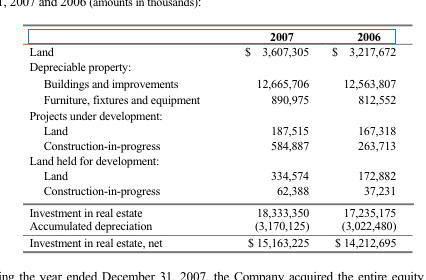 1, 2007 and 2006 (amounts in thousands):
2007 2006
Land $ 3,607,305 $ 3,217,672
Depreciable property:
Buildings and improvements 12,665,706 12,563,807
Furniture, fixtures and equipment 890,975 812,552
Projects under development:
Land 187,515 167,318
Construction-in-progress 584,887 263,713
Land held for development:
Land 334,574 172,882
Construction-in-progress 62,388 37,231
Investment in real estate 18,333,350 17,235,175
Accumulated depreciation (3,170,125) (3,022,480)
Investment in real estate, net $ 15,163,225 $ 14,212,695
ing the year ended December 31, 2007, the Company acquired the entire equity